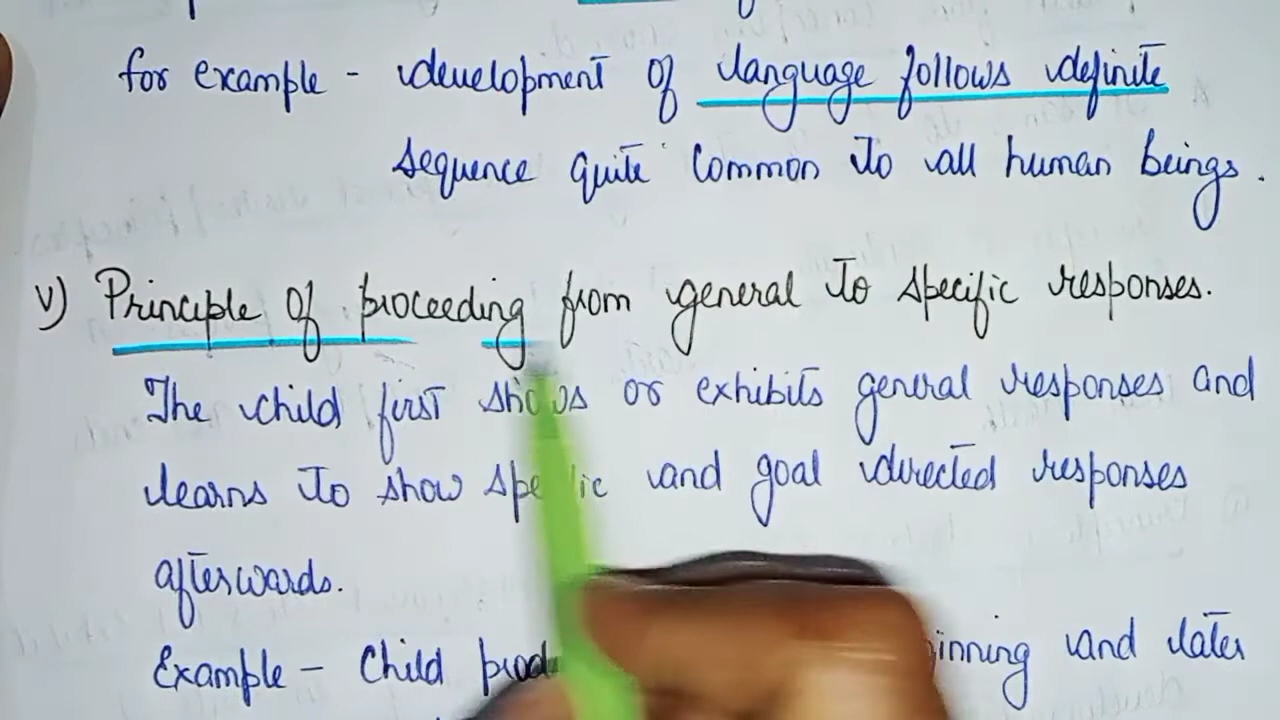 for example - development of language follows definite
sequence quite common to all human beings.
v) Principle of proceeding from general to specific responses.
The child first shows or exhibits general responses and
learns to show specific and goal directed responses
afterwards.
Example - Child and later